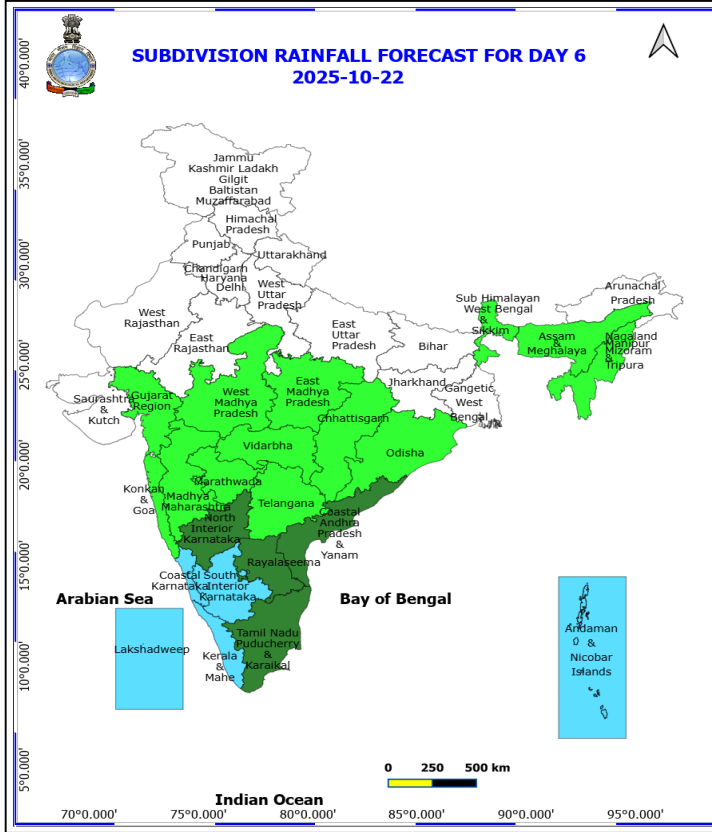 SUBDIVISION RAINFALL FORECAST FOR DAY 6
2025-10-22
40°0.000'
35°0.000'
30°0.000'
25°0.000'
20°0.000'
15°0.000'
10°0.000'
5°0.000'
Jammu
Kashmir Ladakh
Gilgit
Baltistan
Muzaffarabad
Himachal
Pradesh
Punjab
Uttarakhand
Chandigarh
Haryana
Delhi
West
Uttar
Pradesh
West
Rajasthan
East
Rajasthan
East
Uttar
Pradesh
Bihar
Sub Himalayan
West Bengal
&
Sikkim
Arunachal
Pradesh
Assam
&
Meghalaya
Nagaland
Manipur
Mizoram
&
Tripura
Saurashtra
&
Kutch
Gujarat
Region
West
Madhya
Pradesh
East
Madhya
Pradesh
Jharkhand
Gangetic
West
Bengal
Chhattisgarh
Odisha
Vidarbha
Konkan
&
Goa
Madhya
Maharashtra
Marathwada
Telangana
North
Interior
Karnataka
Coastal
Andhra
Pradesh
&
Yanam
Rayalaseema
Coastal
Karnataka
South
Interior
Karnataka
Arabian Sea
Bay of Bengal
Lakshadweep
Kerala
&
Mahe
Tamil Nadu
Puducherry
&
Karaikal
Andaman
&
Nicobar
Islands
0 250 500 km
Indian Ocean
70°0.000' 75°0.000' 80°0.000' 85°0.000' 90°0.000' 95°0.000'